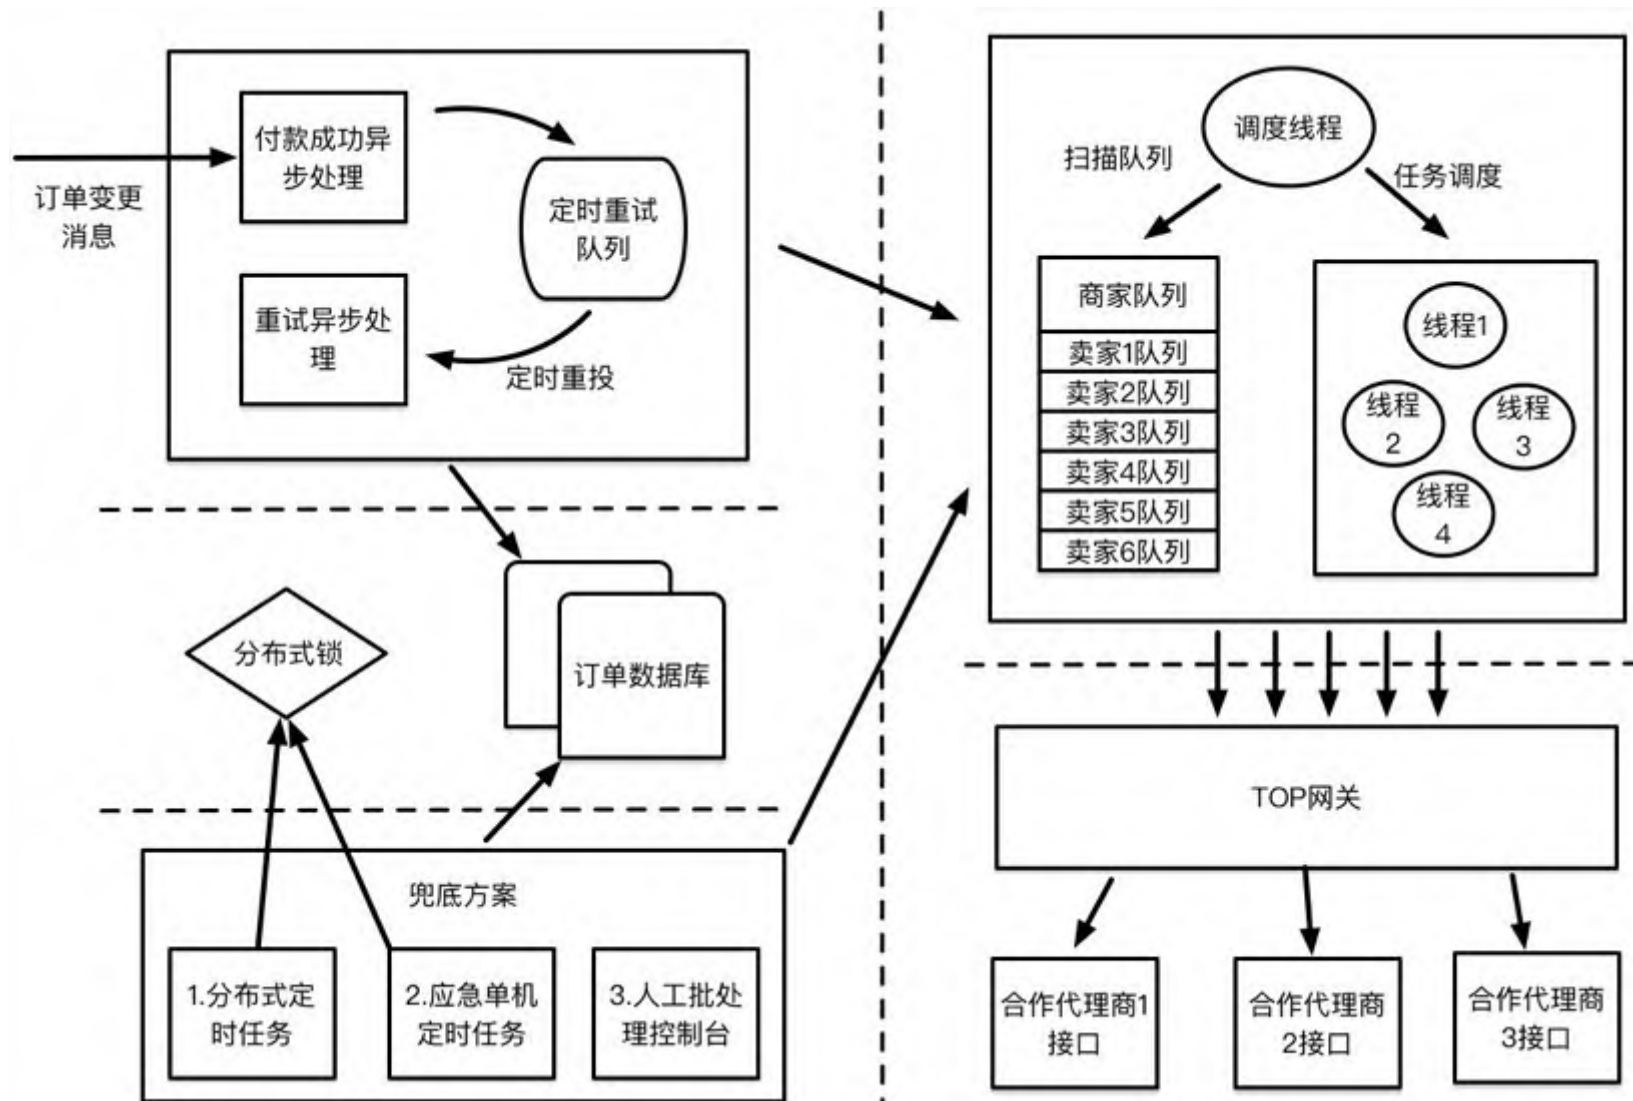 付款成功异
步处理
订单变更
消息
定时重试
队列
重试异步处
理
定时重投
分布式锁
订单数据库
兜底方案
1.分布式定
时任务
2.应急单机
定时任务
3.人工批处
理控制台
调度线程
扫描队列
任务调度
商家队列
卖家1队列
卖家2队列
卖家3队列
卖家4队列
卖家5队列
卖家6队列
线程1
线程
2
线程
3
线程
4
TOP网关
合作代理商1
接口
合作代理商
2接口
合作代理商
3接口